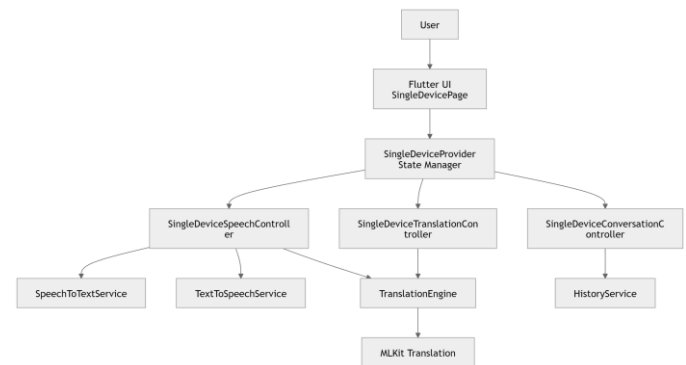 User
Flutter UI
SingleDevicePage
SingleDeviceProvider
State Manager
SingleDeviceSpeechControll
er
SingleDeviceTranslationCon
troller
SingleDeviceConversationC
ontroller
SpeechToTextService
TextToSpeechService
TranslationEngine
HistoryService
MLKit Translation